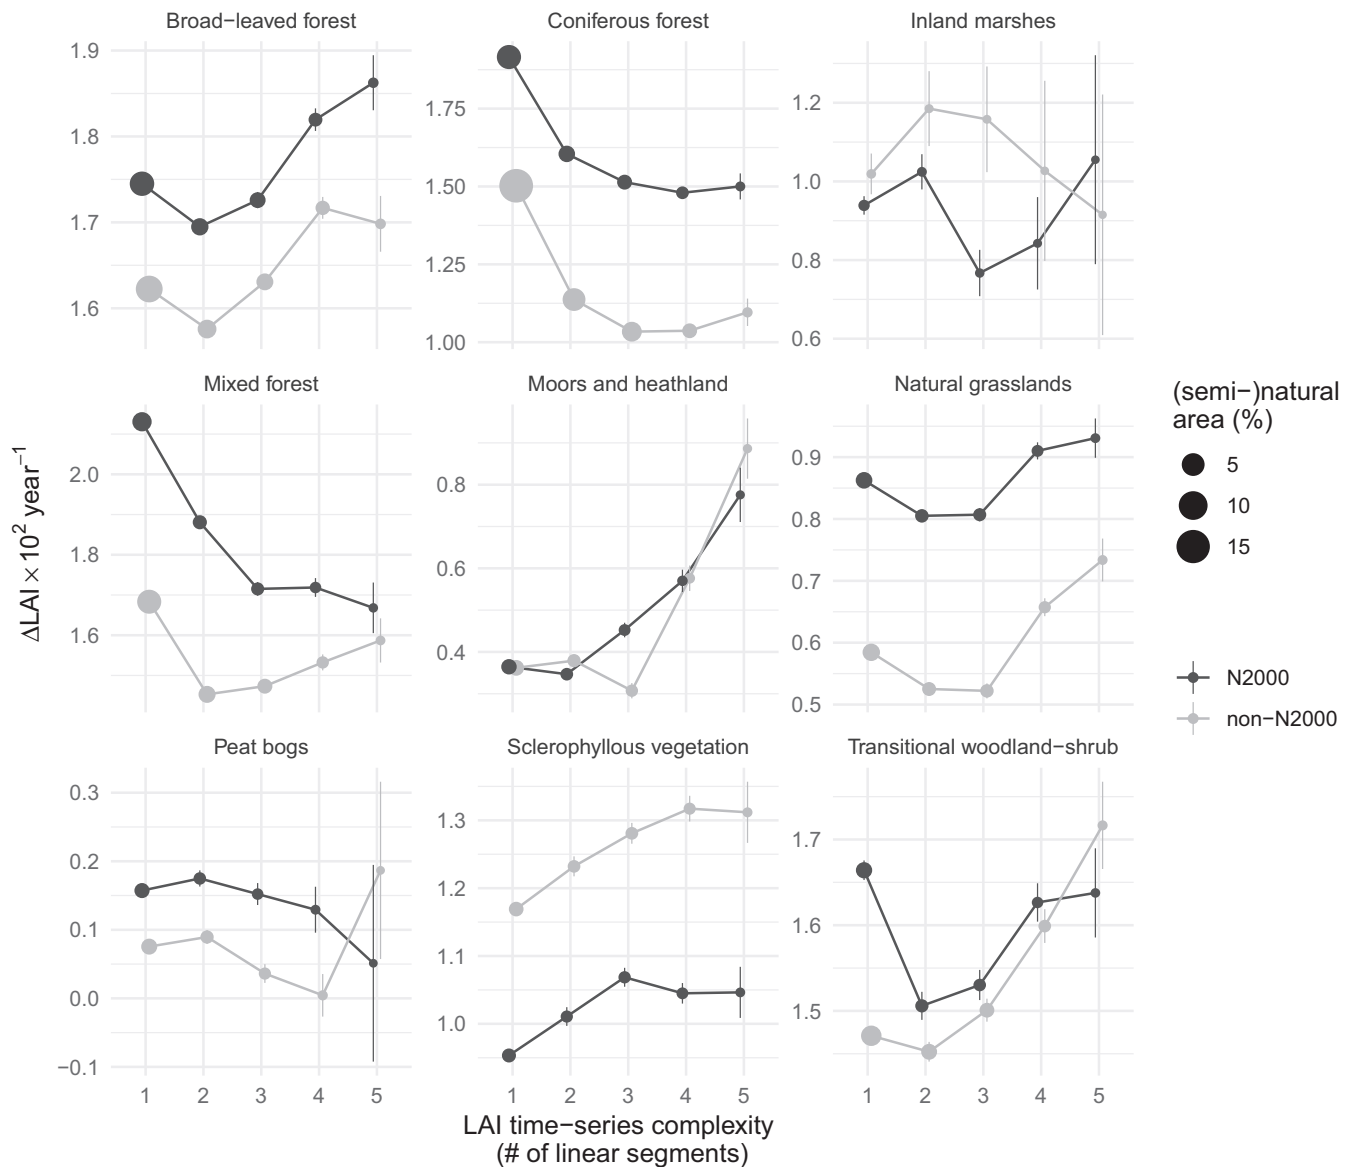 Broad−leaved forest
Coniferous forest
Inland marshes
1.9
1.8
1.7
1.6
1.75
1.50
1.25
1.00
1.2
1.0
0.8
0.6
Mixed forest
Moors and heathland
Natural grasslands
2.0
1.8
1.6
0.8
0.6
0.4
0.9
0.8
0.7
0.6
0.5
Peat bogs
Sclerophyllous vegetation
Transitional woodland−shrub
0.3
0.2
0.1
0.0
−0.1
1.3
1.2
1.1
1.0
1.7
1.6
1.5
1 2 3 4 5
1 2 3 4 5
1 2 3 4 5
ΔLAI × 10² year⁻¹
LAI time−series complexity
(# of linear segments)
(semi−)natural
area (%)
5
10
15
N2000
non−N2000